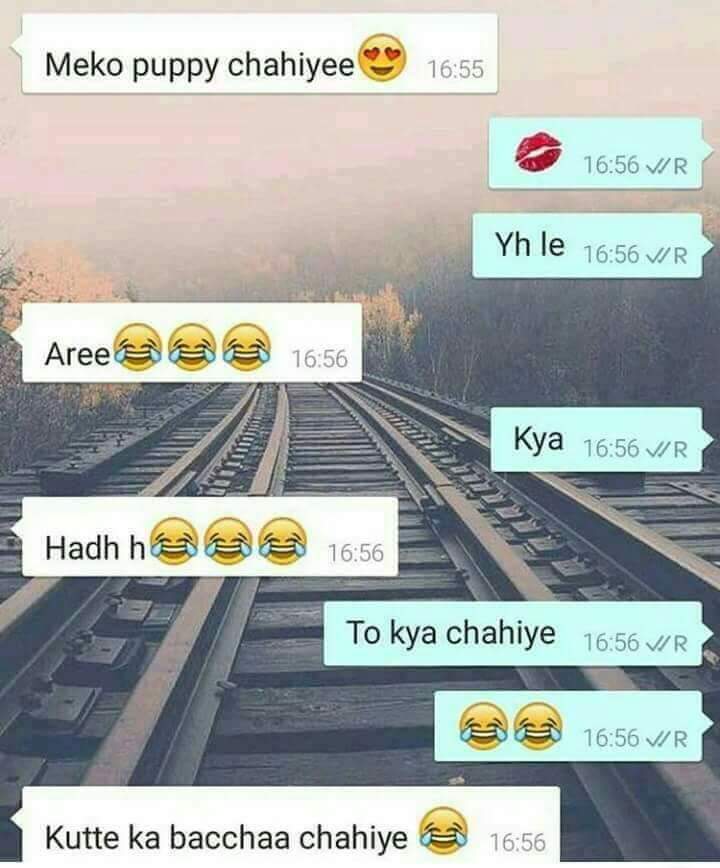 Meko puppy chahiyee😍 16:55
💋 16:56 ✓✓ R
Yh le 16:56 ✓✓ R
Aree😂😂😂 16:56
Kya 16:56 ✓✓ R
Hadh h😂😂😂 16:56
To kya chahiye 16:56 ✓✓ R
😂😂 16:56 ✓✓ R
Kutte ka bacchaa chahiye 😂 16:56